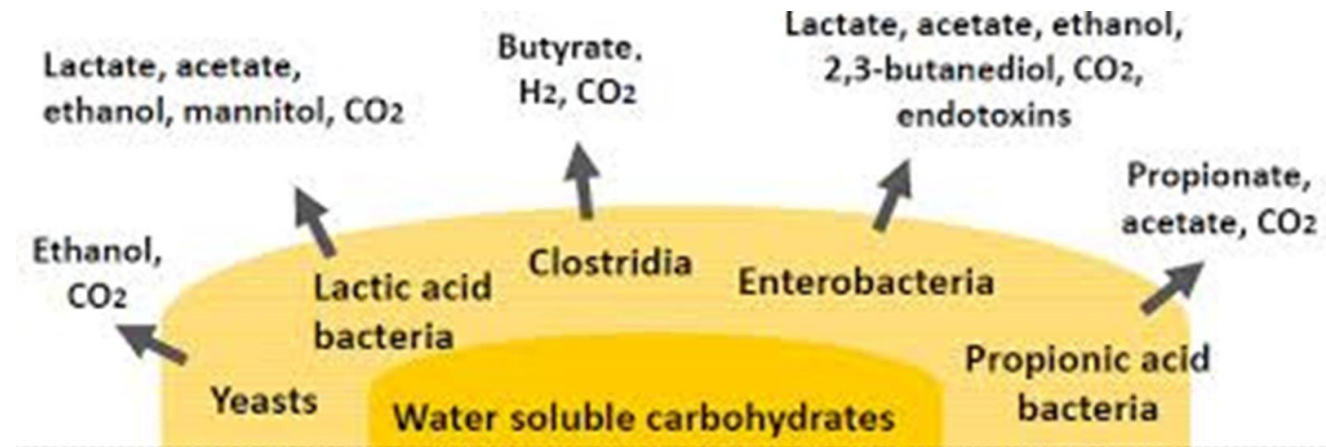 Lactate, acetate,
ethanol, mannitol, CO2
Butyrate,
H2, CO2
Lactate, acetate, ethanol,
2,3-butanediol, CO2,
endotoxins
Propionate,
acetate, CO2
Ethanol,
CO2
Lactic acid
bacteria
Clostridia
Enterobacteria
Propionic acid
bacteria
Yeasts
Water soluble carbohydrates